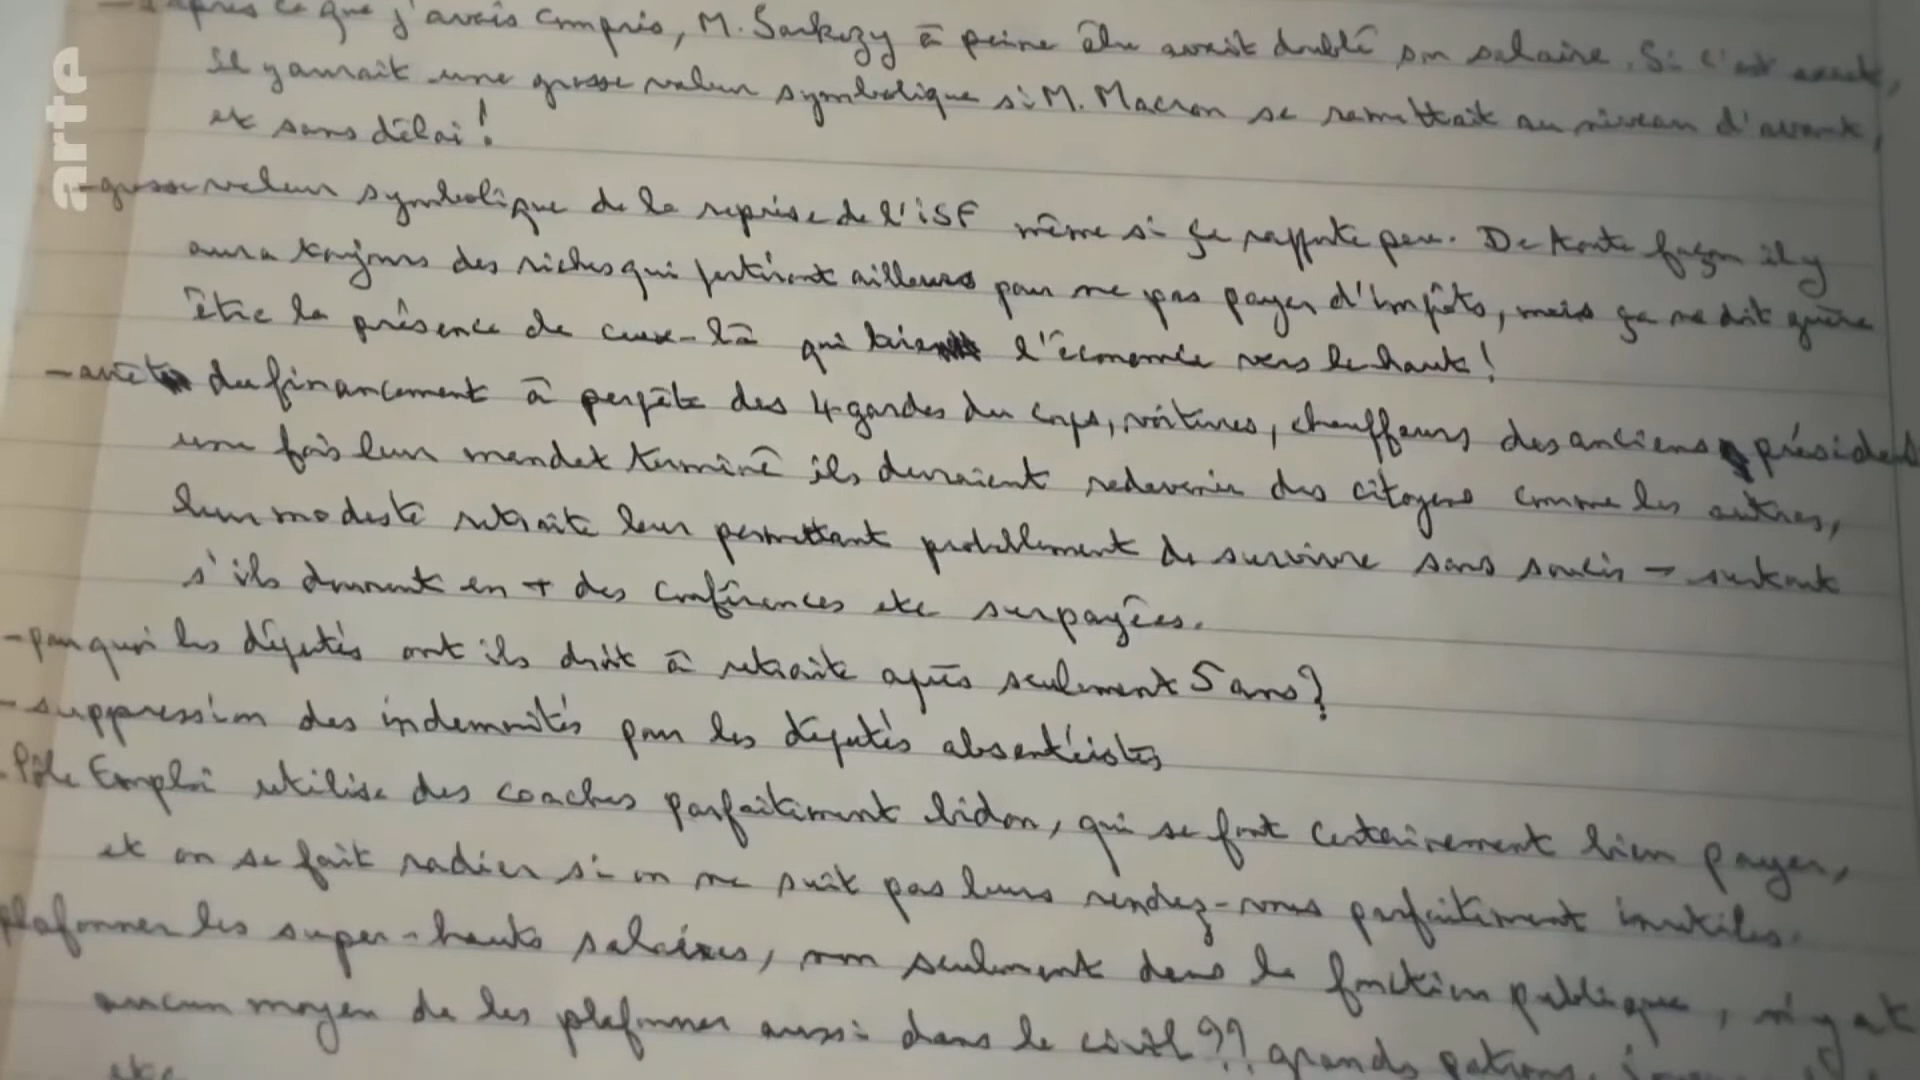 arte
- D'après ce que j'avais compris, M. Sarkozy à peine élu avait doublé son salaire. Si c'est exact,
il y aurait une grosse valeur symbolique si M. Macron se remettait au niveau d'avant,
et sans délai !
- grosse valeur symbolique de la reprise de l'iSF même si ça rapporte peu. De toute façon il y
aura toujours des riches qui partiront ailleurs pour ne pas payer d'impôts, mais ça ne doit guère
être la présence de ceux-là qui l'économie vers le haut !
- arrêt du financement à perpète des 4 gardes du corps, voitures, chauffeurs des anciens présidents
une fois leur mandat terminé ils devraient redevenir des citoyens comme les autres,
leur modeste retraite leur permettant probablement de survivre sans soucis - surtout
s'ils donnent en + des conférences etc surpayées.
- pourquoi les députés ont ils droit à retraite après seulement 5 ans ?
- suppression des indemnités pour les députés absentéistes
- Pôle Emploi utilise des coaches parfaitement bidon, qui se font certainement bien payer,
et on se fait radier si on ne suit pas leurs rendez-vous parfaitement inutiles.
plafonner les super-hauts salaires, non seulement dans la fonction publique, n'y a t
aucun moyen de les plafonner aussi dans le civil ?? grands patrons,
etc